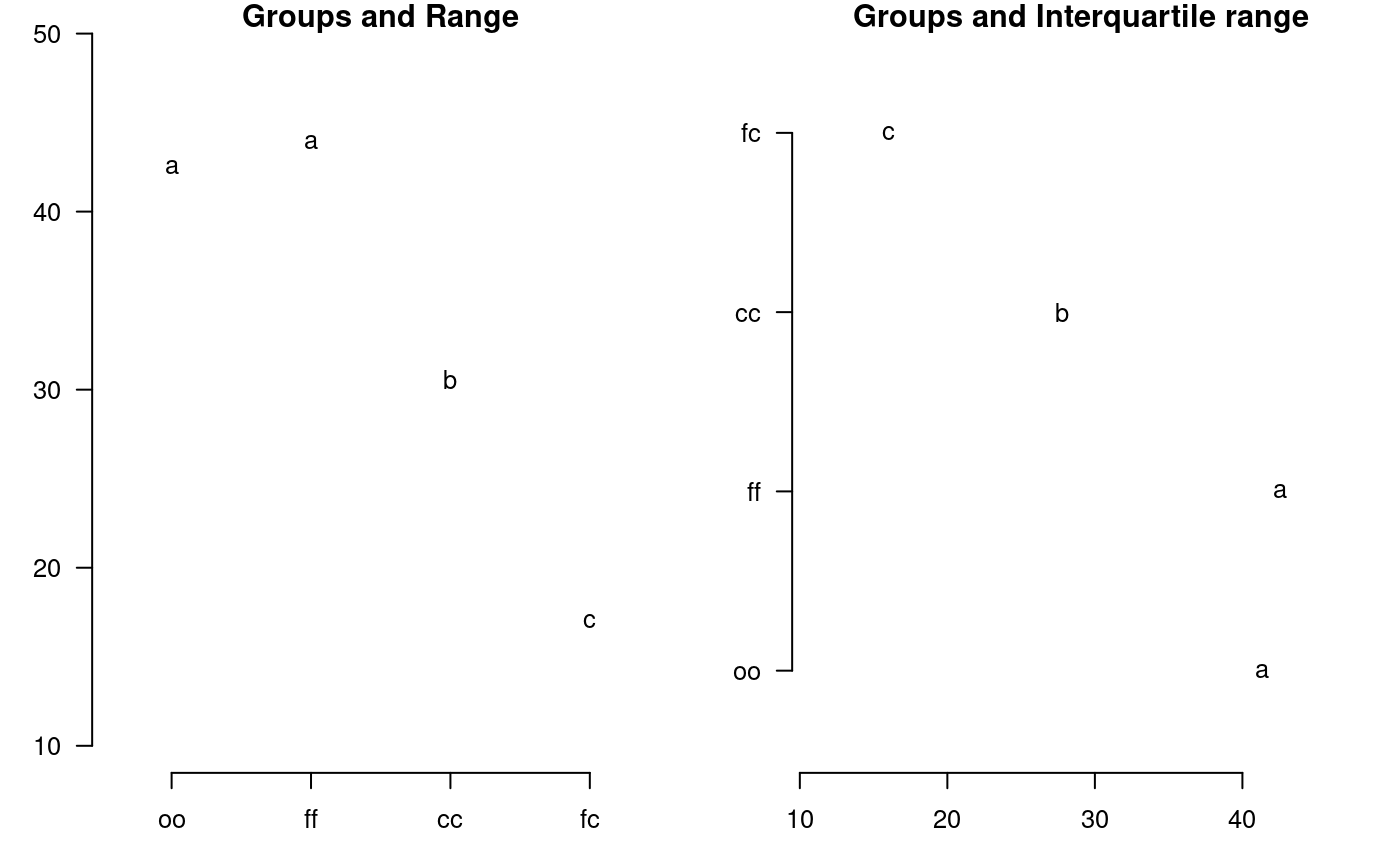 Groups and Range
50
40
30
20
10
a
a
b
c
oo ff cc fc
Groups and Interquartile range
fc
cc
ff
oo
c
b
a
a
10 20 30 40